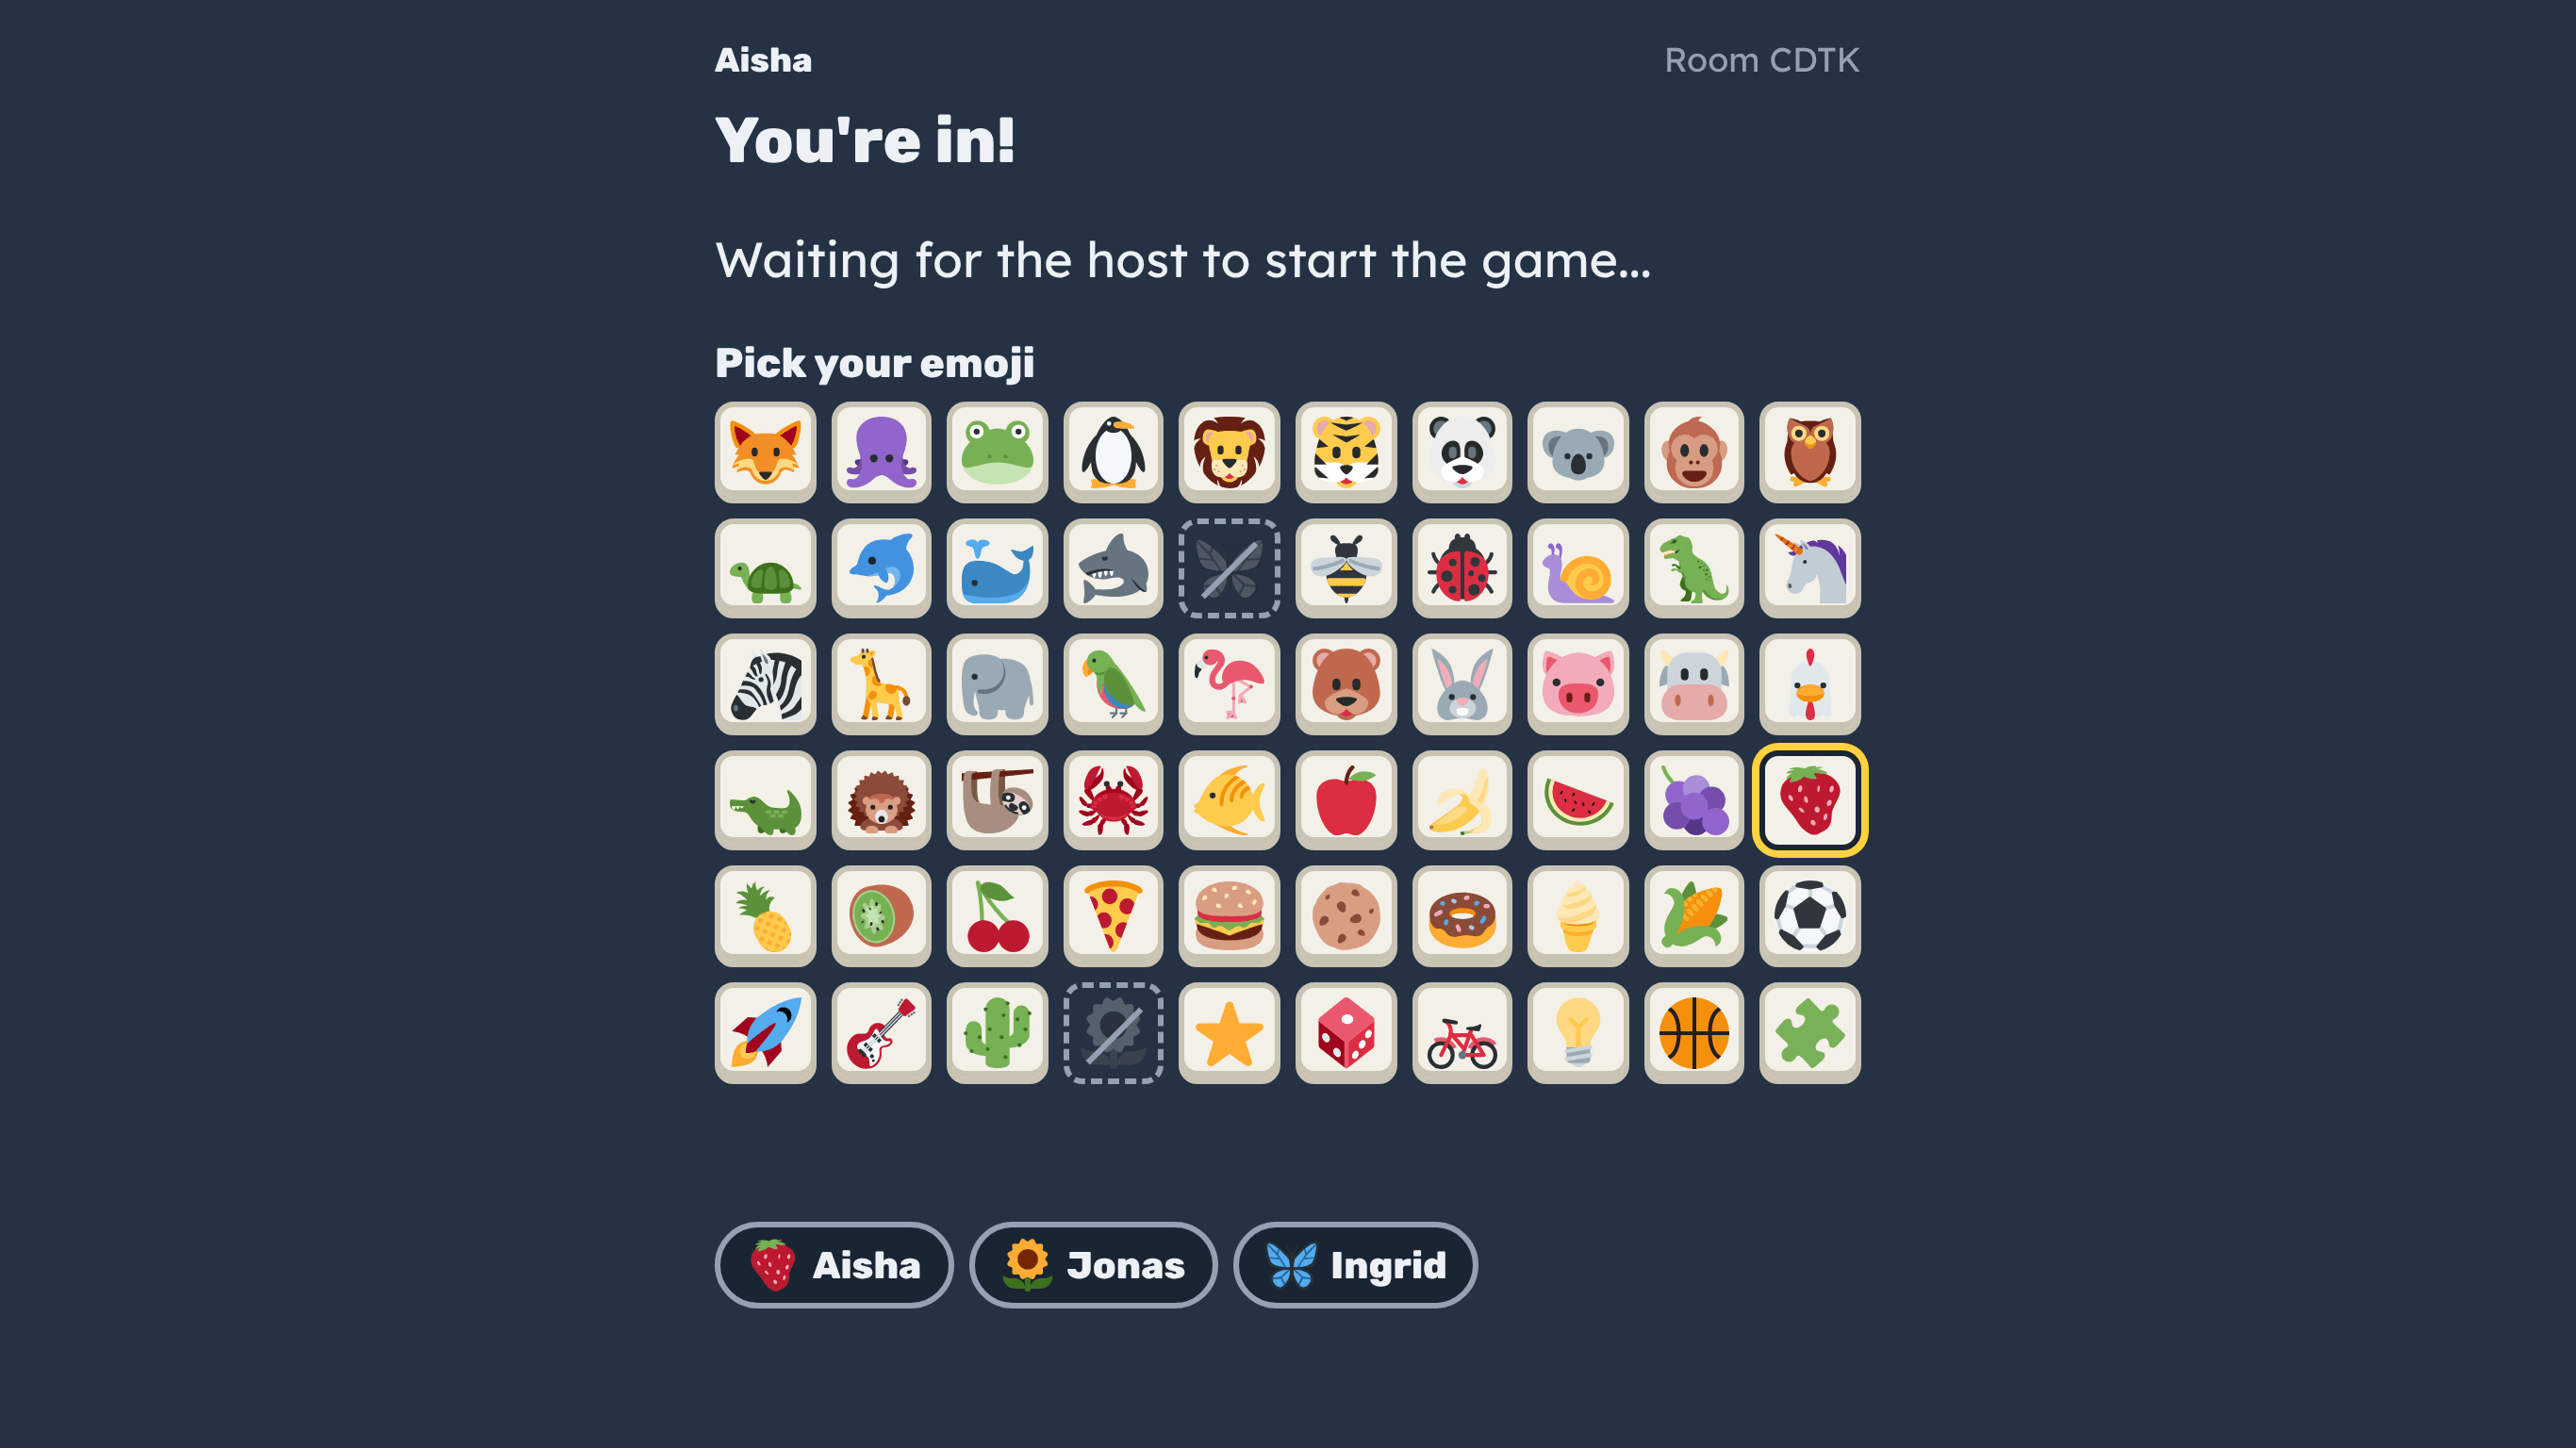 Aisha
Room CDTK
You're in!
Waiting for the host to start the game...
Pick your emoji
Aisha
Jonas
Ingrid